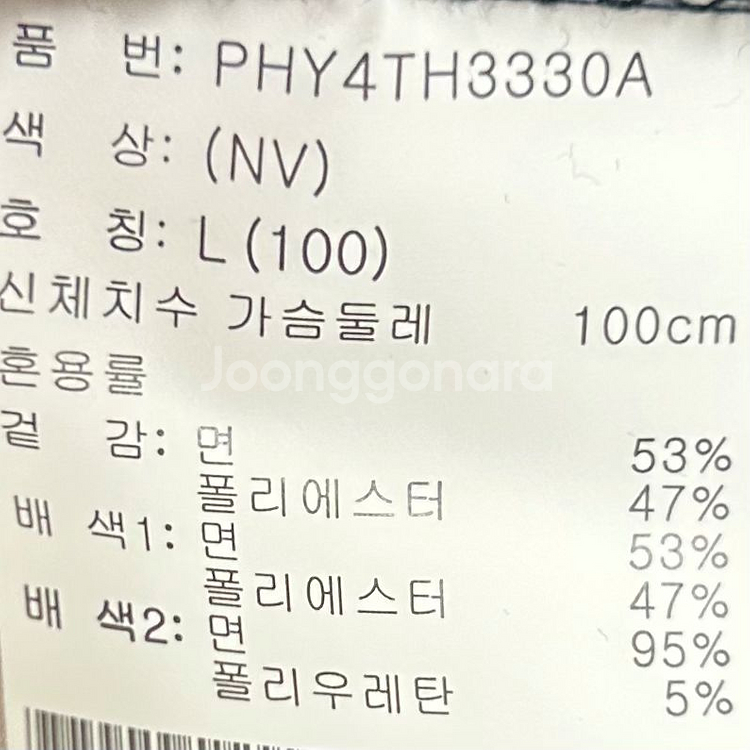 품 번: PHY4TH3330A
색 상: (NV)
호 칭: L (100)
신체치수 가슴둘레 100cm
혼용률
Joonggonara
겉 감: 면 53%
폴리에스터 47%
배 색1: 면 53%
폴리에스터 47%
배 색2: 면 95%
폴리우레탄 5%